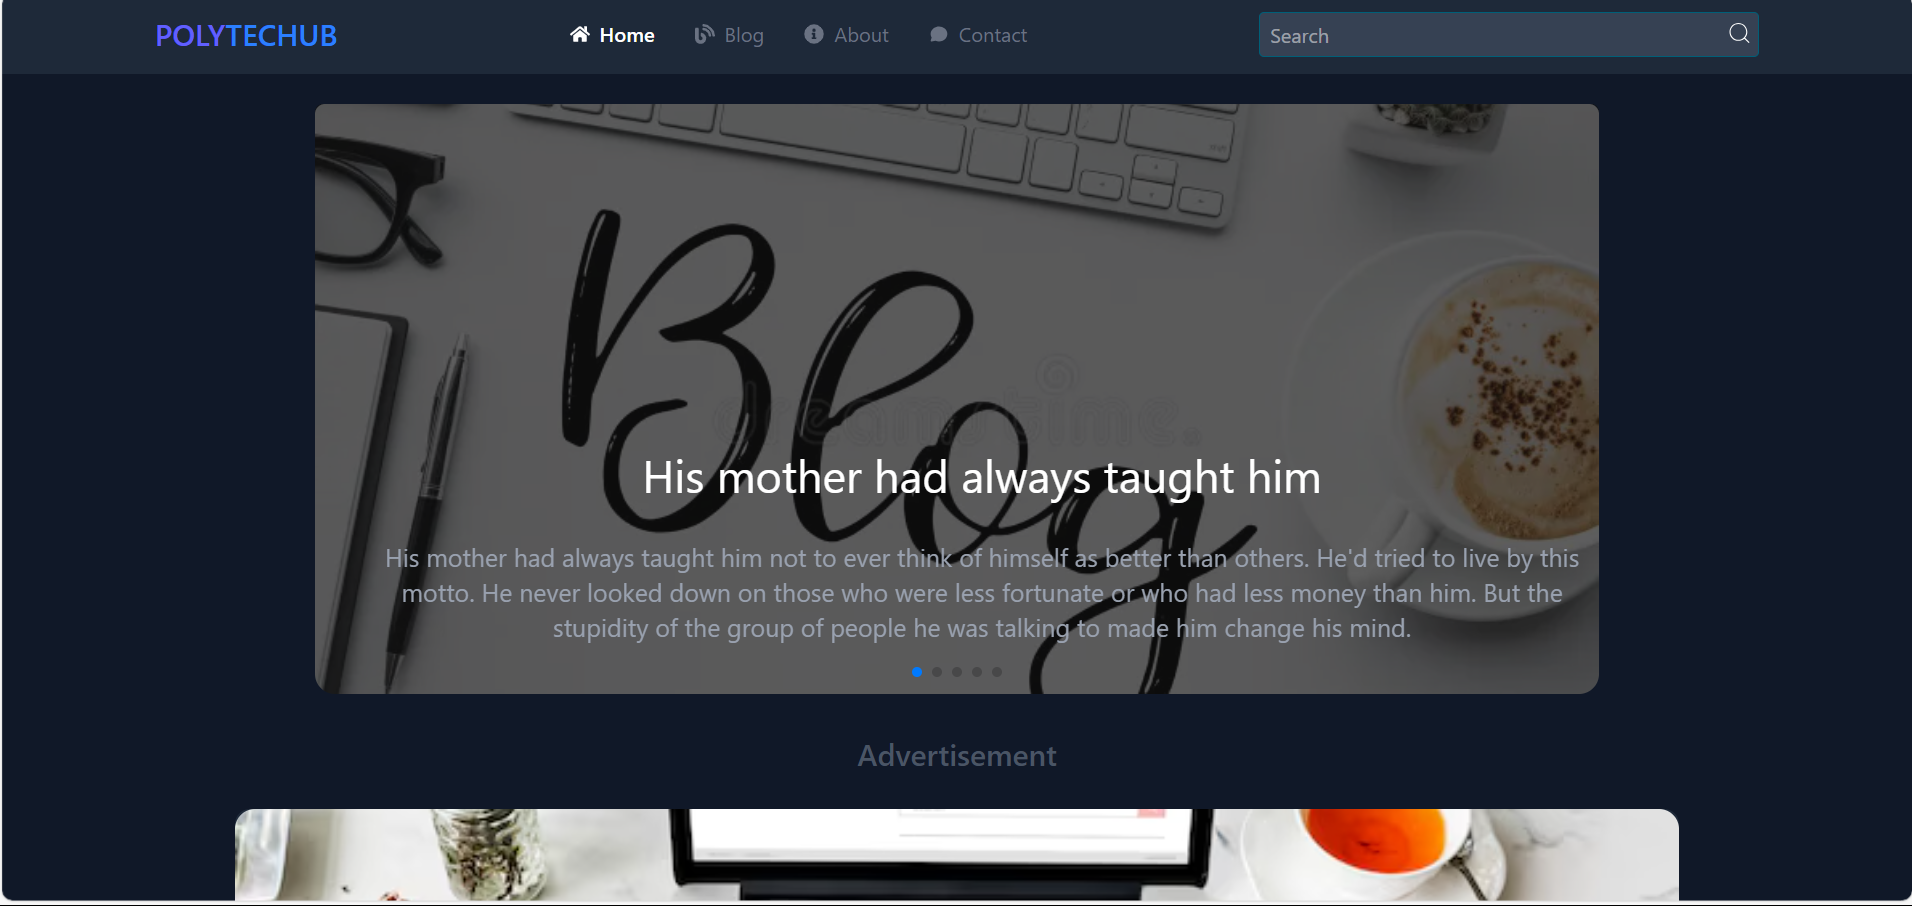 POLYTECHUB
Home
Blog
About
Contact
Search
Blog
dreamstime.
His mother had always taught him
His mother had always taught him not to ever think of himself as better than others. He'd tried to live by this
motto. He never looked down on those who were less fortunate or who had less money than him. But the
stupidity of the group of people he was talking to made him change his mind.
Advertisement